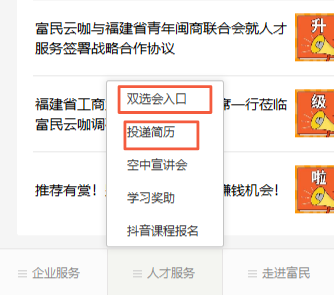 富民云咖与福建省青年闽商联合会就人才
服务签署战略合作协议
升
福建省工商
席一行莅临
富民云咖调
级
双选会入口
投递简历
空中宣讲会
学习奖助
抖音课程报名
推荐有赏！
赚钱机会！
啦
企业服务
人才服务
走进富民